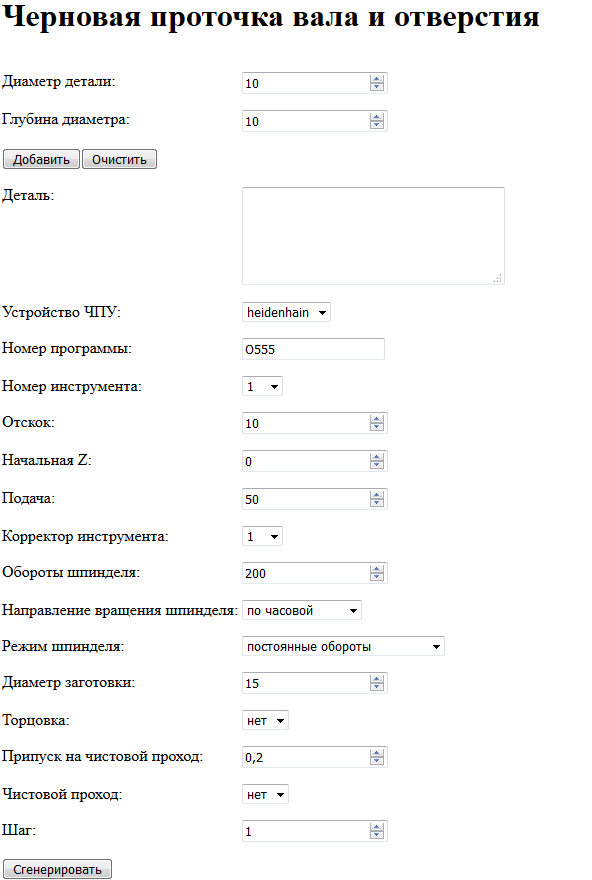 Черновая проточка вала и отверстия
Диаметр детали: 10
Глубина диаметра: 10
Добавить Очистить
Деталь:
Устройство ЧПУ: heidenhain
Номер программы: O555
Номер инструмента: 1
Отскок: 10
Начальная Z: 0
Подача: 50
Корректор инструмента: 1
Обороты шпинделя: 200
Направление вращения шпинделя: по часовой
Режим шпинделя: постоянные обороты
Диаметр заготовки: 15
Торцовка: нет
Припуск на чистовой проход: 0,2
Чистовой проход: нет
Шаг: 1
Сгенерировать